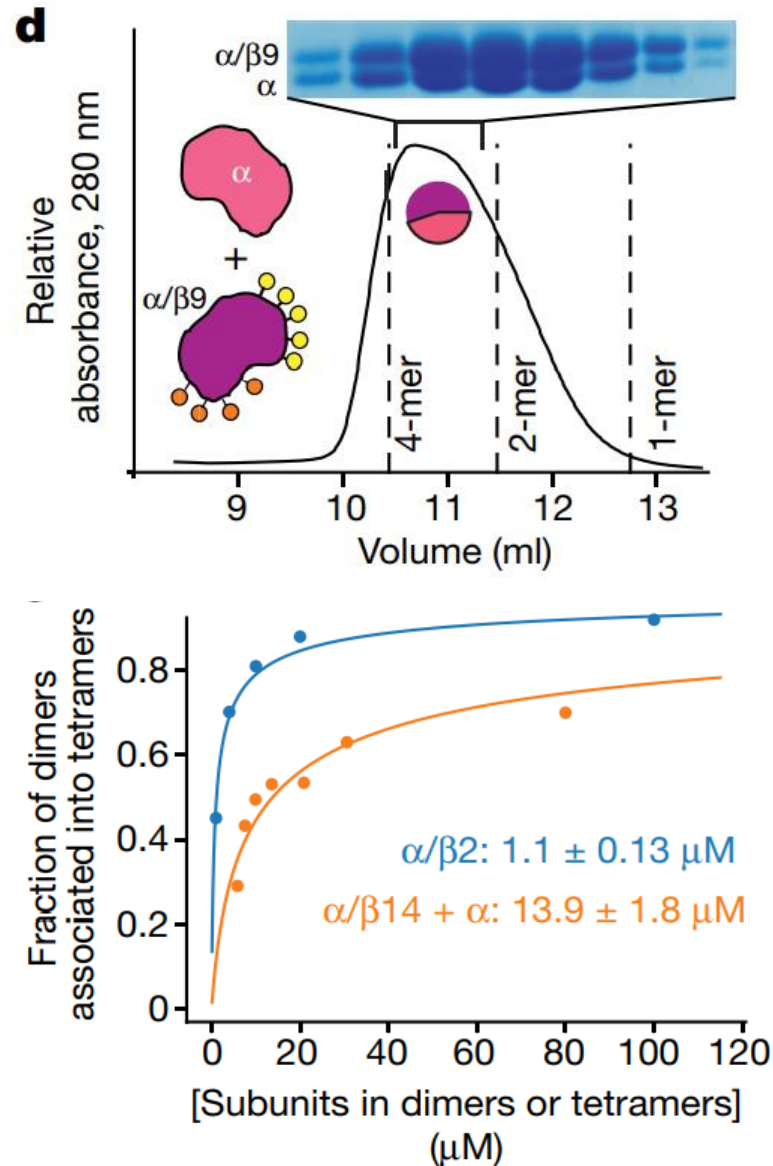 d
α/β9
α
Relative
absorbance, 280 nm
α
+
α/β9
4-mer
2-mer
1-mer
9 10 11 12 13
Volume (ml)
Fraction of dimers
associated into tetramers
0.8
0.6
0.4
0.2
0
α/β2: 1.1 ± 0.13 μM
α/β14 + α: 13.9 ± 1.8 μM
0 20 40 60 80 100 120
[Subunits in dimers or tetramers]
(μM)